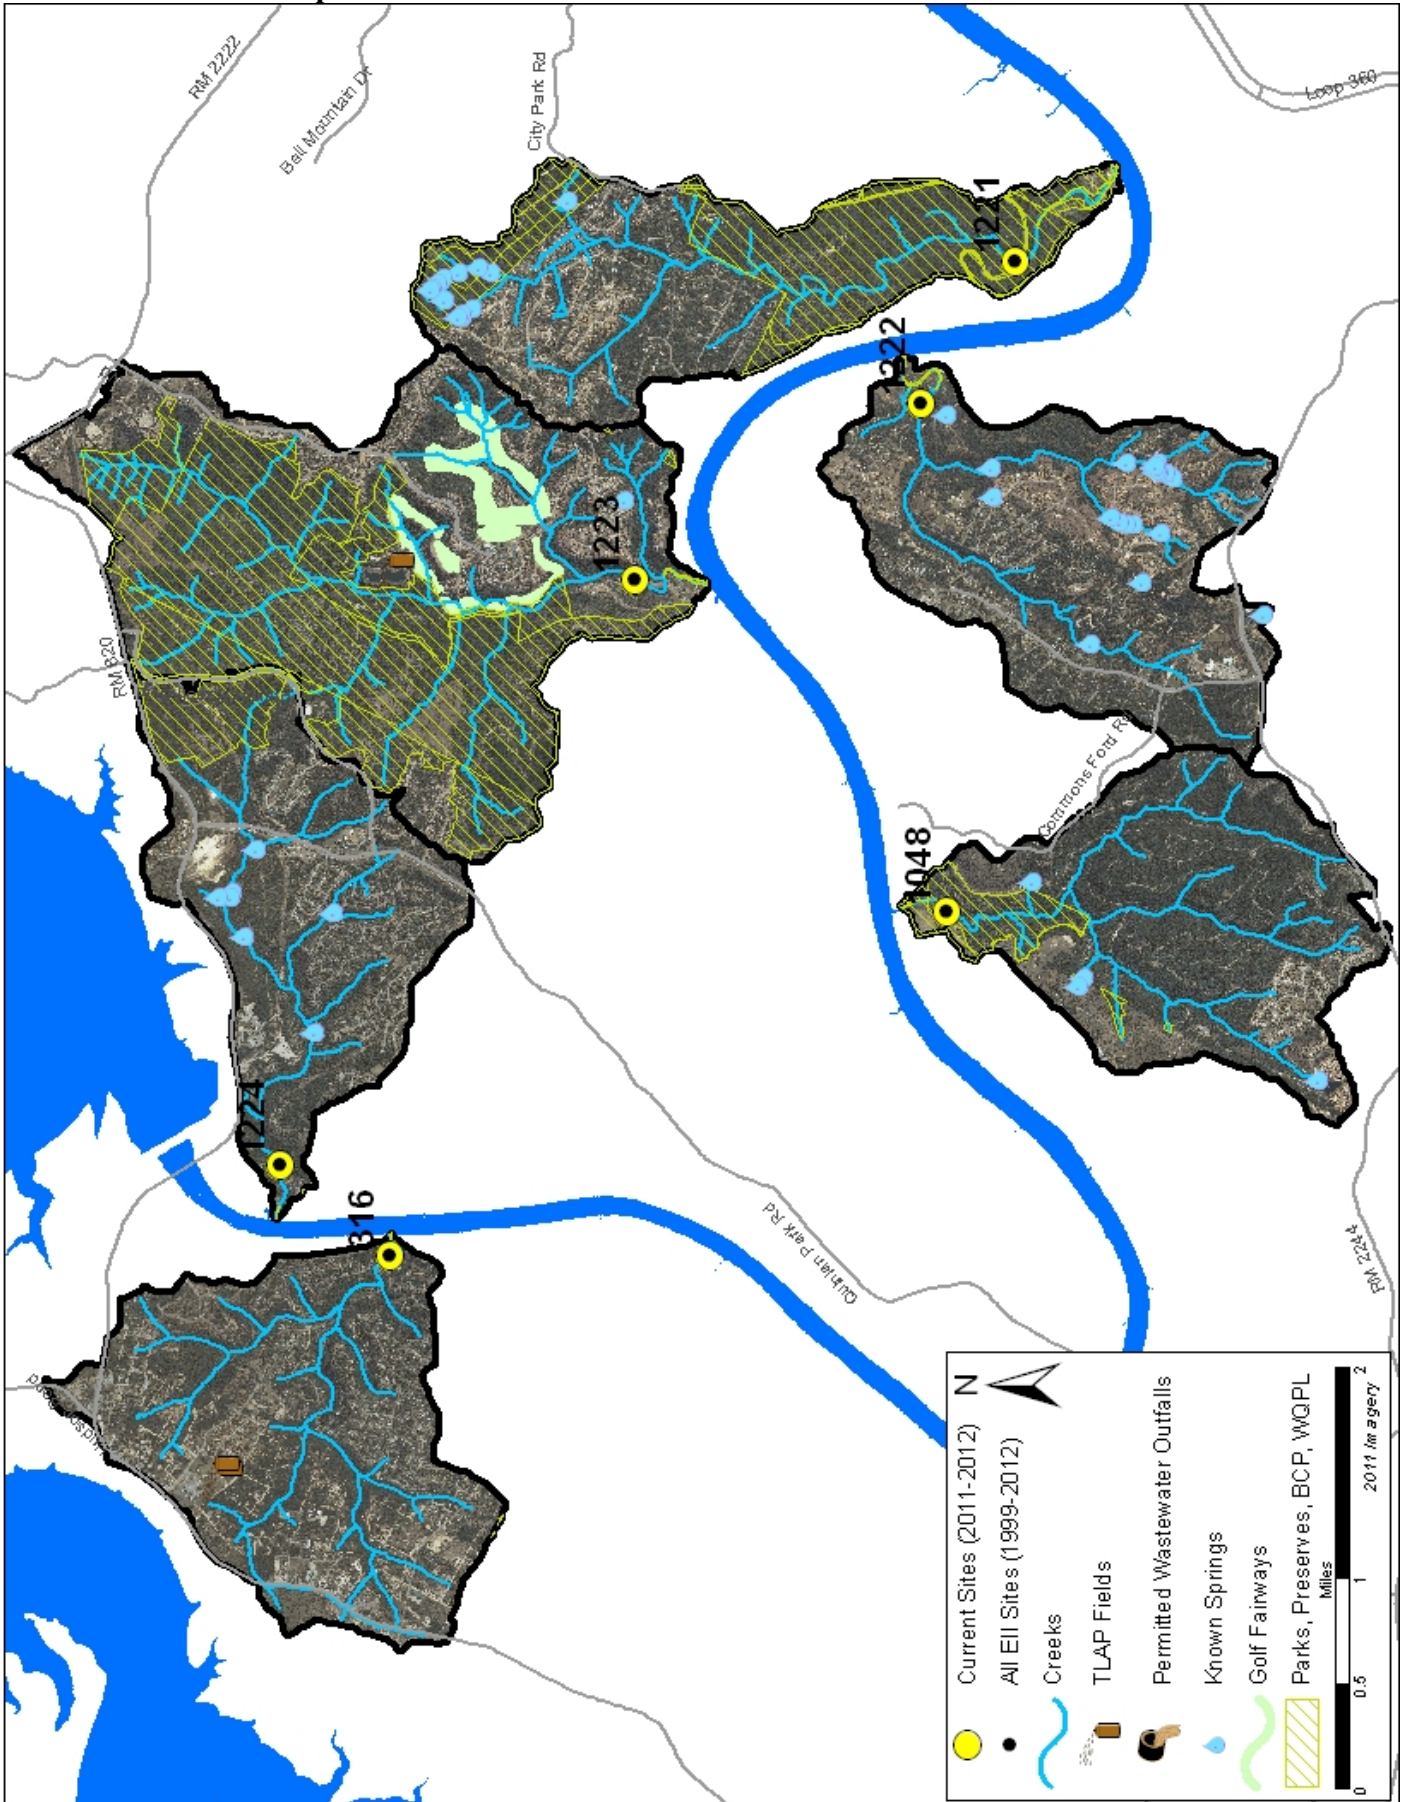 RM 2222
Bell Mountain Dr
City Park Rd
Loop 360
RM 620
1221
1222
1223
Commons Ford Rd
1048
1224
316
Quinlan Park Rd
RM 2244
N
Current Sites (2011-2012)
All EII Sites (1999-2012)
Creeks
TLAP Fields
Permitted Wastewater Outfalls
Known Springs
Golf Fairways
Parks, Preserves, BCP, WQPL
Miles
0 0.5 1 2
2011 Imagery